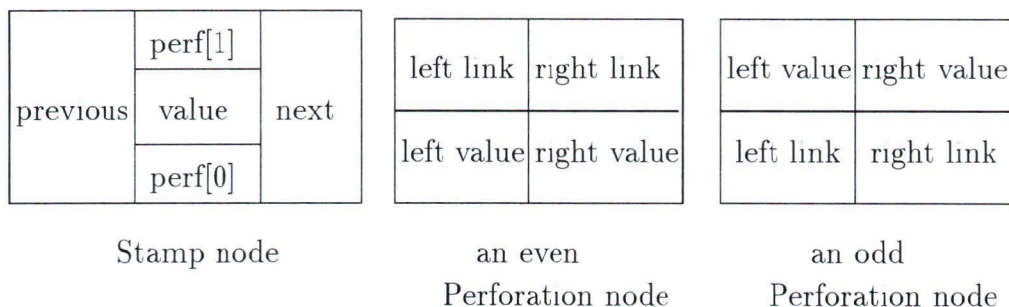 perf[1]
previous value next
perf[0]
left link right link
left value right value
left value right value
left link right link
Stamp node
an even
Perforation node
an odd
Perforation node